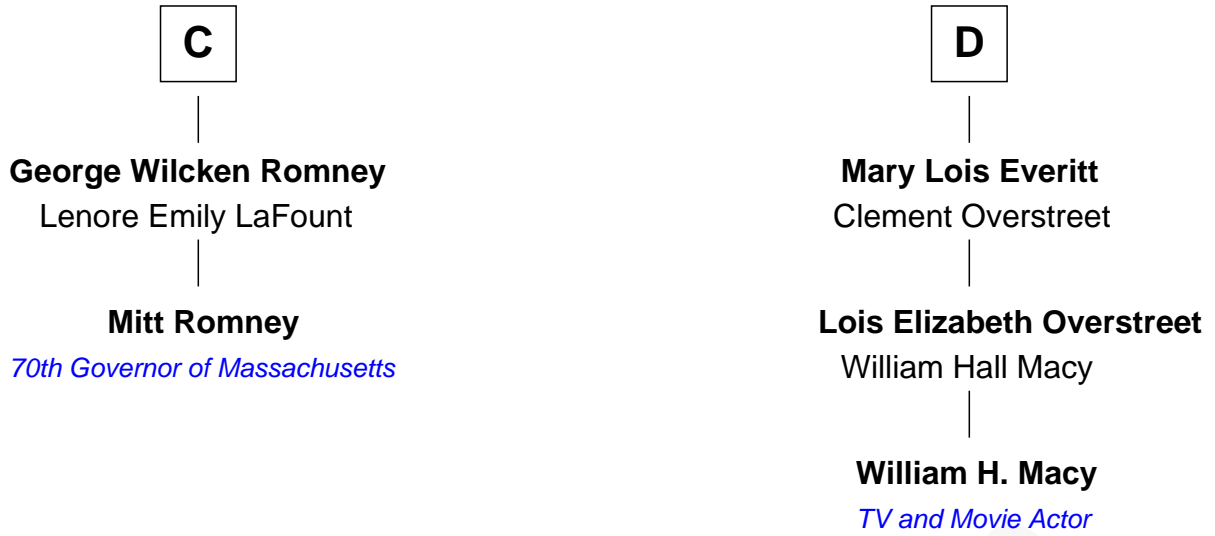 C
George Wilcken Romney
Lenore Emily LaFount
Mitt Romney
70th Governor of Massachusetts
D
Mary Lois Everitt
Clement Overstreet
Lois Elizabeth Overstreet
William Hall Macy
William H. Macy
TV and Movie Actor